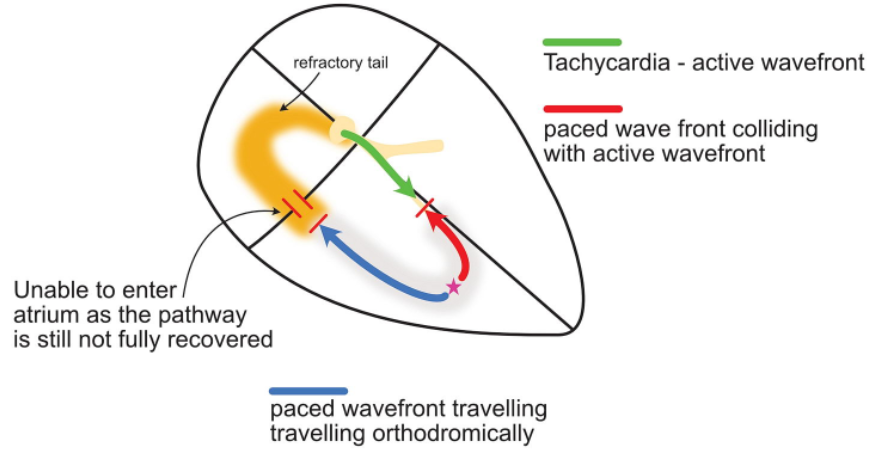 refractory tail
Tachycardia - active wavefront
paced wave front colliding
with active wavefront
Unable to enter
atrium as the pathway
is still not fully recovered
paced wavefront travelling
travelling orthodromically